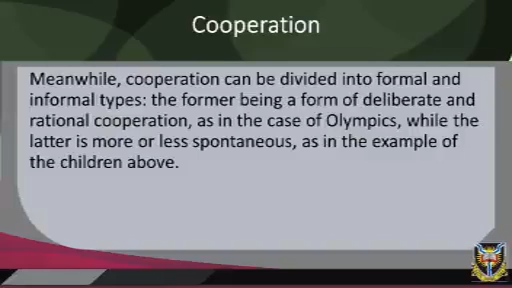 Cooperation
Meanwhile, cooperation can be divided into formal and
informal types: the former being a form of deliberate and
rational cooperation, as in the case of Olympics, while the
latter is more or less spontaneous, as in the example of
the children above.